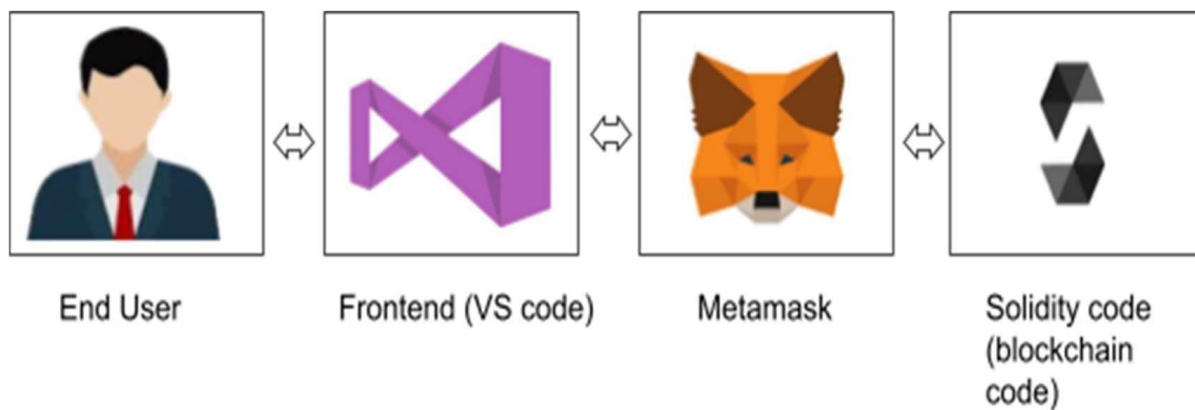 End User
Frontend (VS code)
Metamask
Solidity code
(blockchain
code)